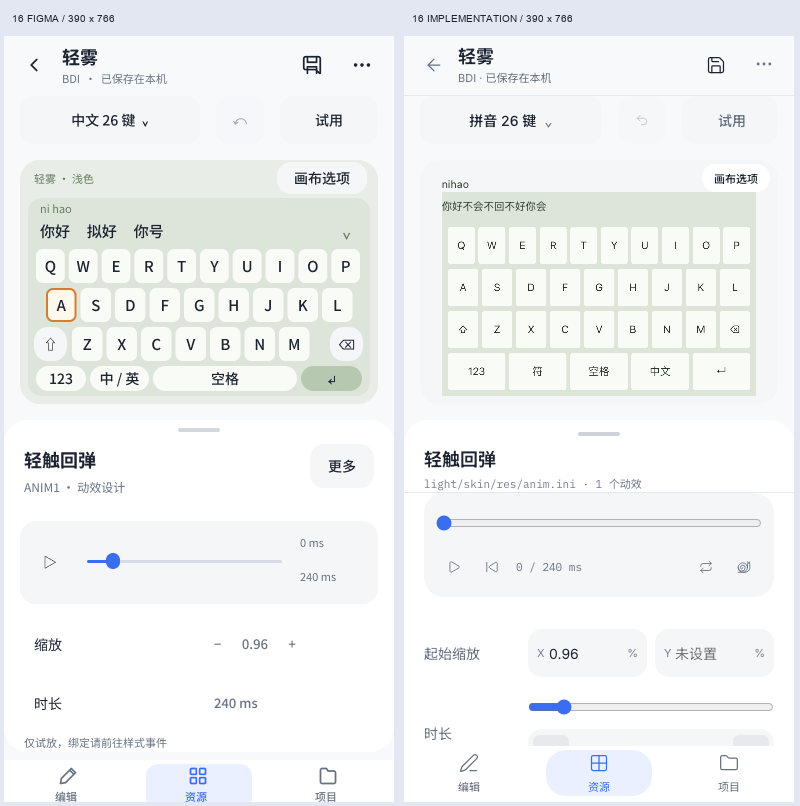 16 FIGMA / 390 x 766
轻雾
BDI • 已保存在本机
中文 26 键
试用
轻雾 • 浅色
画布选项
ni hao
你好 拟好 你号
Q W E R T Y U I O P
A S D F G H J K L
Z X C V B N M
123 中 / 英 空格
轻触回弹
ANIM1 • 动效设计
更多
0 ms
240 ms
缩放 − 0.96 +
时长 240 ms
仅试放，绑定请前往样式事件
编辑 资源 项目
16 IMPLEMENTATION / 390 x 766
轻雾
BDI · 已保存在本机
拼音 26 键
试用
画布选项
nihao
你好不会不回不好你会
Q W E R T Y U I O P
A S D F G H J K L
Z X C V B N M
123 符 空格 中文
轻触回弹
light/skin/res/anim.ini · 1 个动效
0 / 240 ms
起始缩放 X 0.96 % Y 未设置 %
时长
编辑 资源 项目